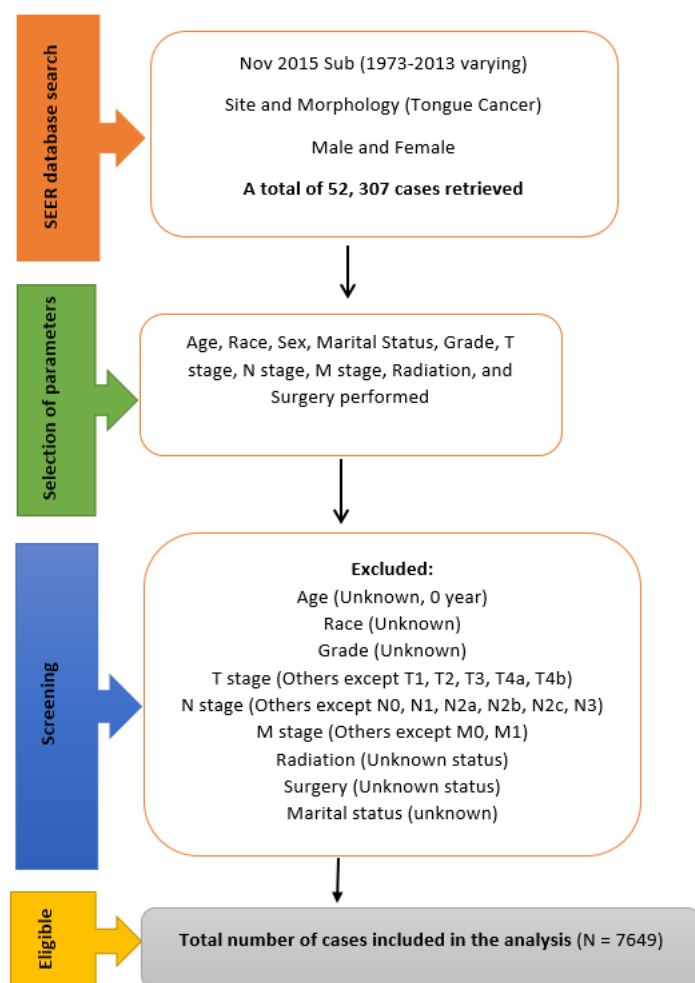 SEER database search
Nov 2015 Sub (1973-2013 varying)
Site and Morphology (Tongue Cancer)
Male and Female
A total of 52, 307 cases retrieved
Selection of parameters
Age, Race, Sex, Marital Status, Grade, T
stage, N stage, M stage, Radiation, and
Surgery performed
Screening
Excluded:
Age (Unknown, 0 year)
Race (Unknown)
Grade (Unknown)
T stage (Others except T1, T2, T3, T4a, T4b)
N stage (Others except N0, N1, N2a, N2b, N2c, N3)
M stage (Others except M0, M1)
Radiation (Unknown status)
Surgery (Unknown status)
Marital status (unknown)
Eligible
Total number of cases included in the analysis (N = 7649)